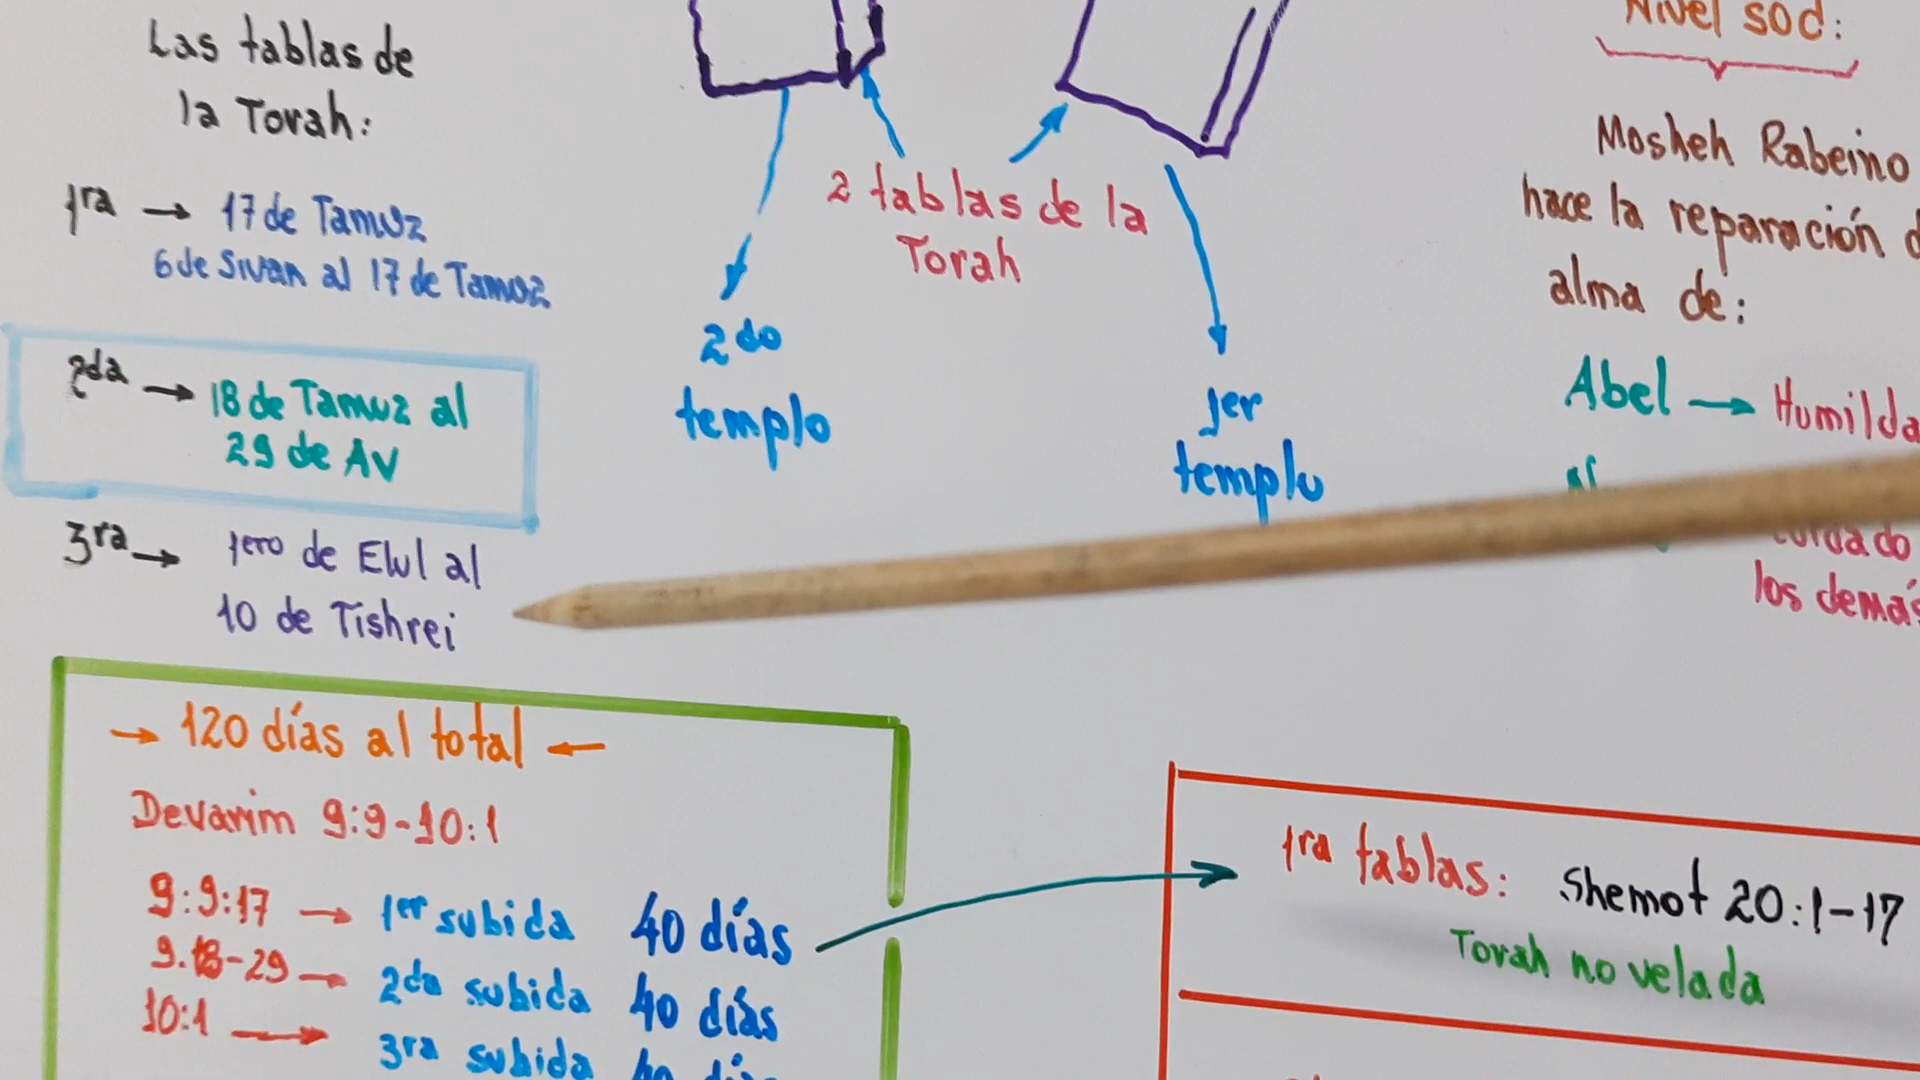 Las tablas de
la Torah:
1ra → 17 de Tamuz
6 de Sivan al 17 de Tamuz
2da → 18 de Tamuz al
29 de Av
3ra → 1ero de Elul al
10 de Tishrei
2 tablas de la
Torah
2do
templo
1er
templo
Nivel sod:
Mosheh Rabeino
hace la reparación d
alma de:
Abel → Humilda
los demás
→ 120 días al total ←
Devarim 9:9-10:1
9:9:17 → 1er subida 40 días
9.18-29 → 2da subida 40 días
10:1 → 3ra subida 40 días
1ra tablas: Shemot 20:1-17
Torah no velada